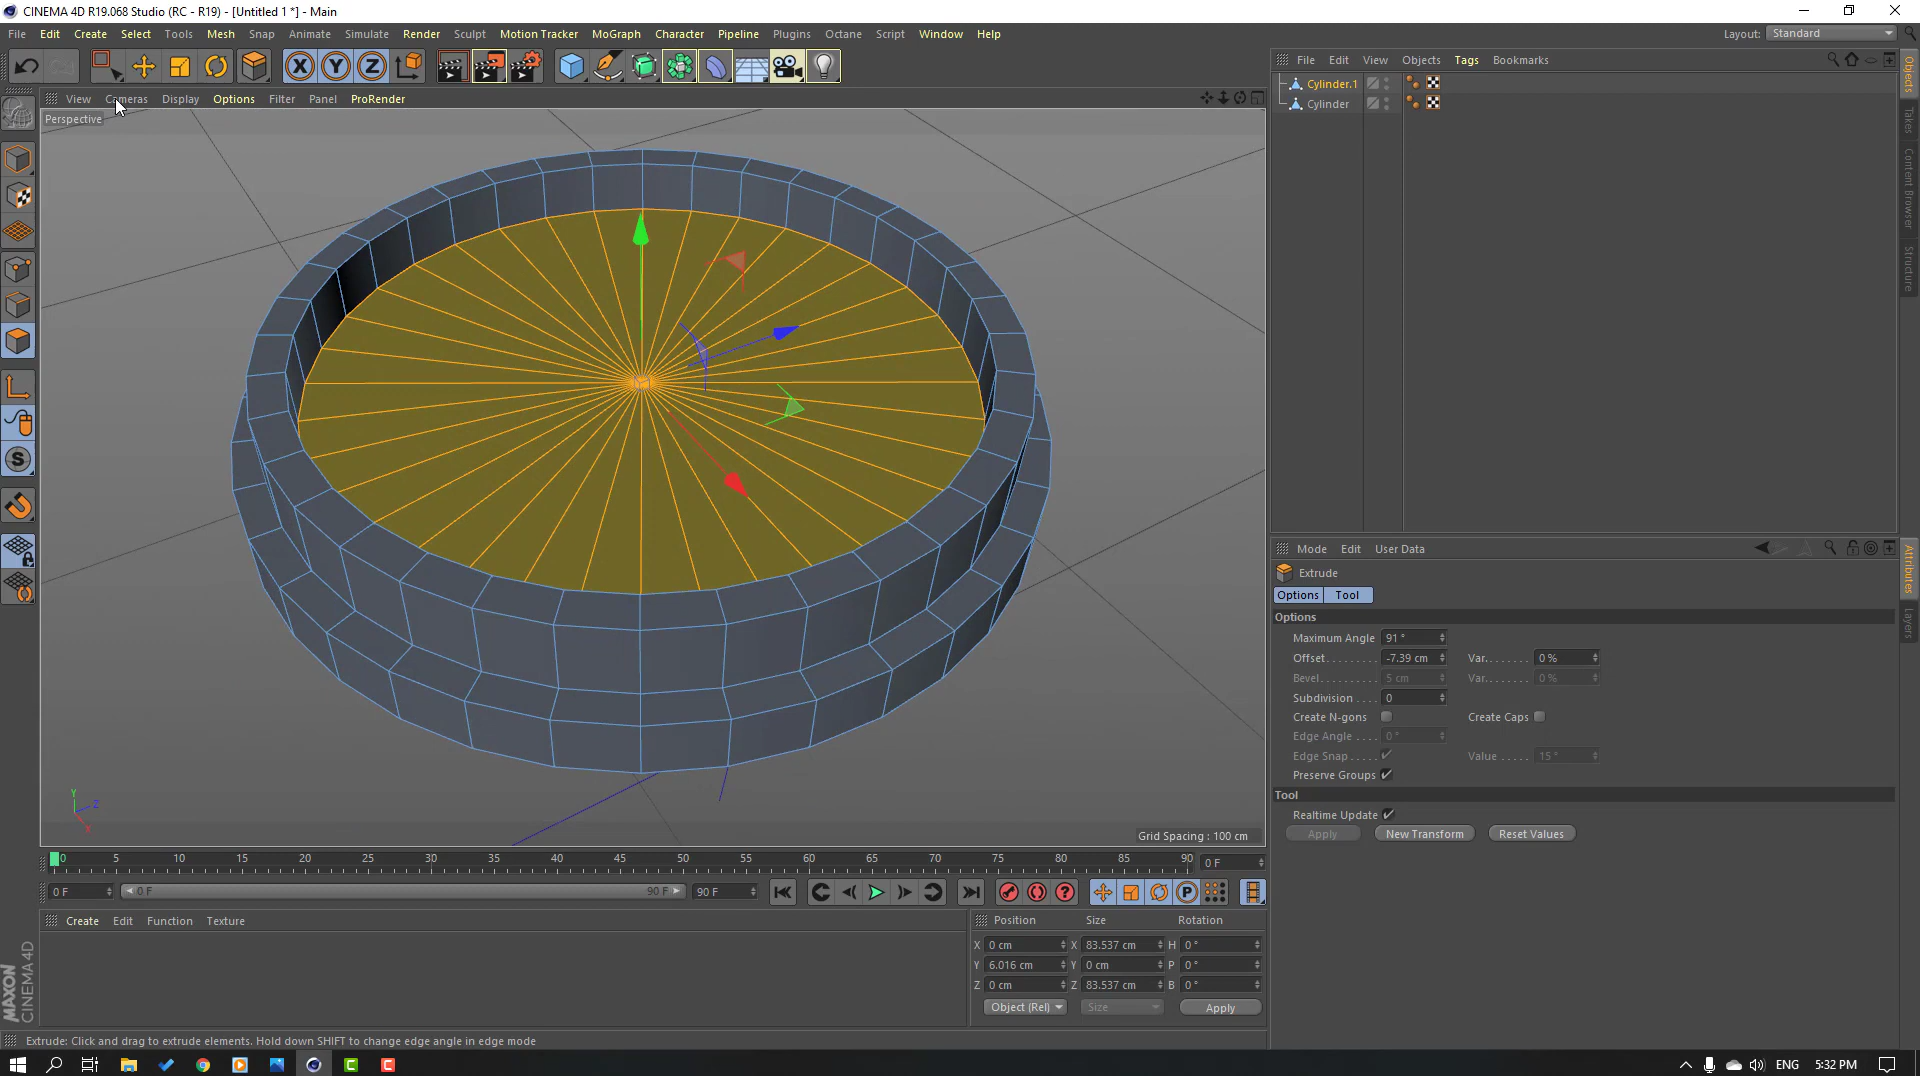 CINEMA 4D R19.068 Studio (RC - R19) - [Untitled 1 *] - Main
File Edit Create Select Tools Mesh Snap Animate Simulate Render Sculpt Motion Tracker MoGraph Character Pipeline Plugins Octane Script Window Help Layout: Standard
File Edit View Objects Tags Bookmarks
View Cameras Display Options Filter Panel ProRender
Perspective
Cylinder.1
Cylinder
Objects
Takes
Content Browser
Structure
Mode Edit User Data
Extrude
Options Tool
Options
Maximum Angle 91 °
Offset -7.39 cm Var. 0 %
Bevel 5 cm Var. 0 %
Subdivision 0
Create N-gons Create Caps
Edge Angle 0 °
Edge Snap Value 15 °
Preserve Groups
Tool
Realtime Update
Apply New Transform Reset Values
Attributes
Layers
Y
Z
X
Grid Spacing : 100 cm
0 5 10 15 20 25 30 35 40 45 50 55 60 65 70 75 80 85 90 0 F
0 F 0 F 90 F 90 F
Create Edit Function Texture
Position Size Rotation
X 0 cm X 83.537 cm H 0 °
Y 6.016 cm Y 0 cm P 0 °
Z 0 cm Z 83.537 cm B 0 °
Object (Rel) Size Apply
MAXON
CINEMA 4D
Extrude: Click and drag to extrude elements. Hold down SHIFT to change edge angle in edge mode
ENG 5:32 PM